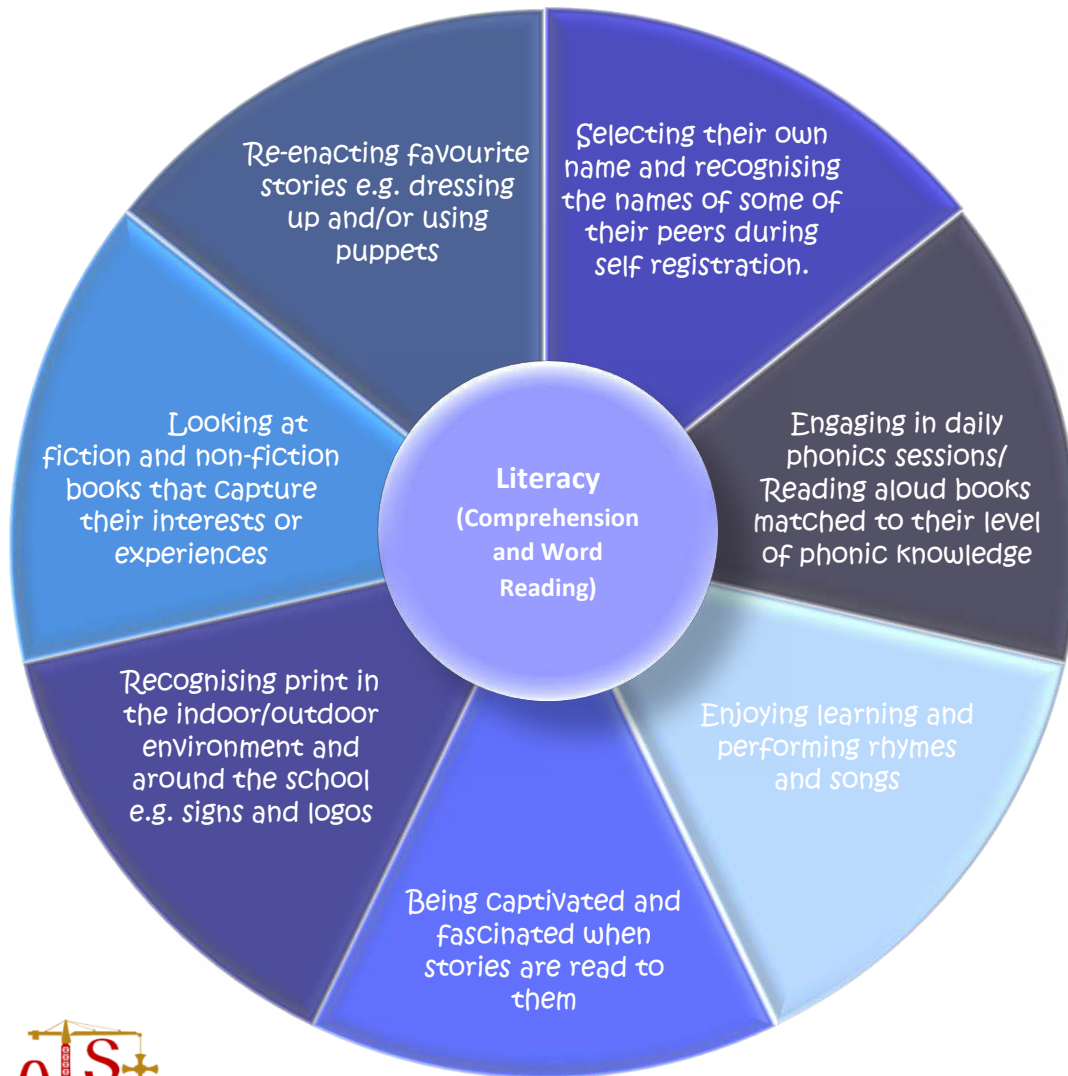 Re-enacting favourite
stories e.g. dressing
up and/or using
puppets
Selecting their own
name and recognising
the names of some of
their peers during
self registration.
Looking at
fiction and non-fiction
books that capture
their interests or
experiences
Literacy
(Comprehension
and Word
Reading)
Engaging in daily
phonics sessions/
Reading aloud books
matched to their level
of phonic knowledge
Recognising print in
the indoor/outdoor
environment and
around the school
e.g. signs and logos
Enjoying learning and
performing rhymes
and songs
Being captivated and
fascinated when
stories are read to
them